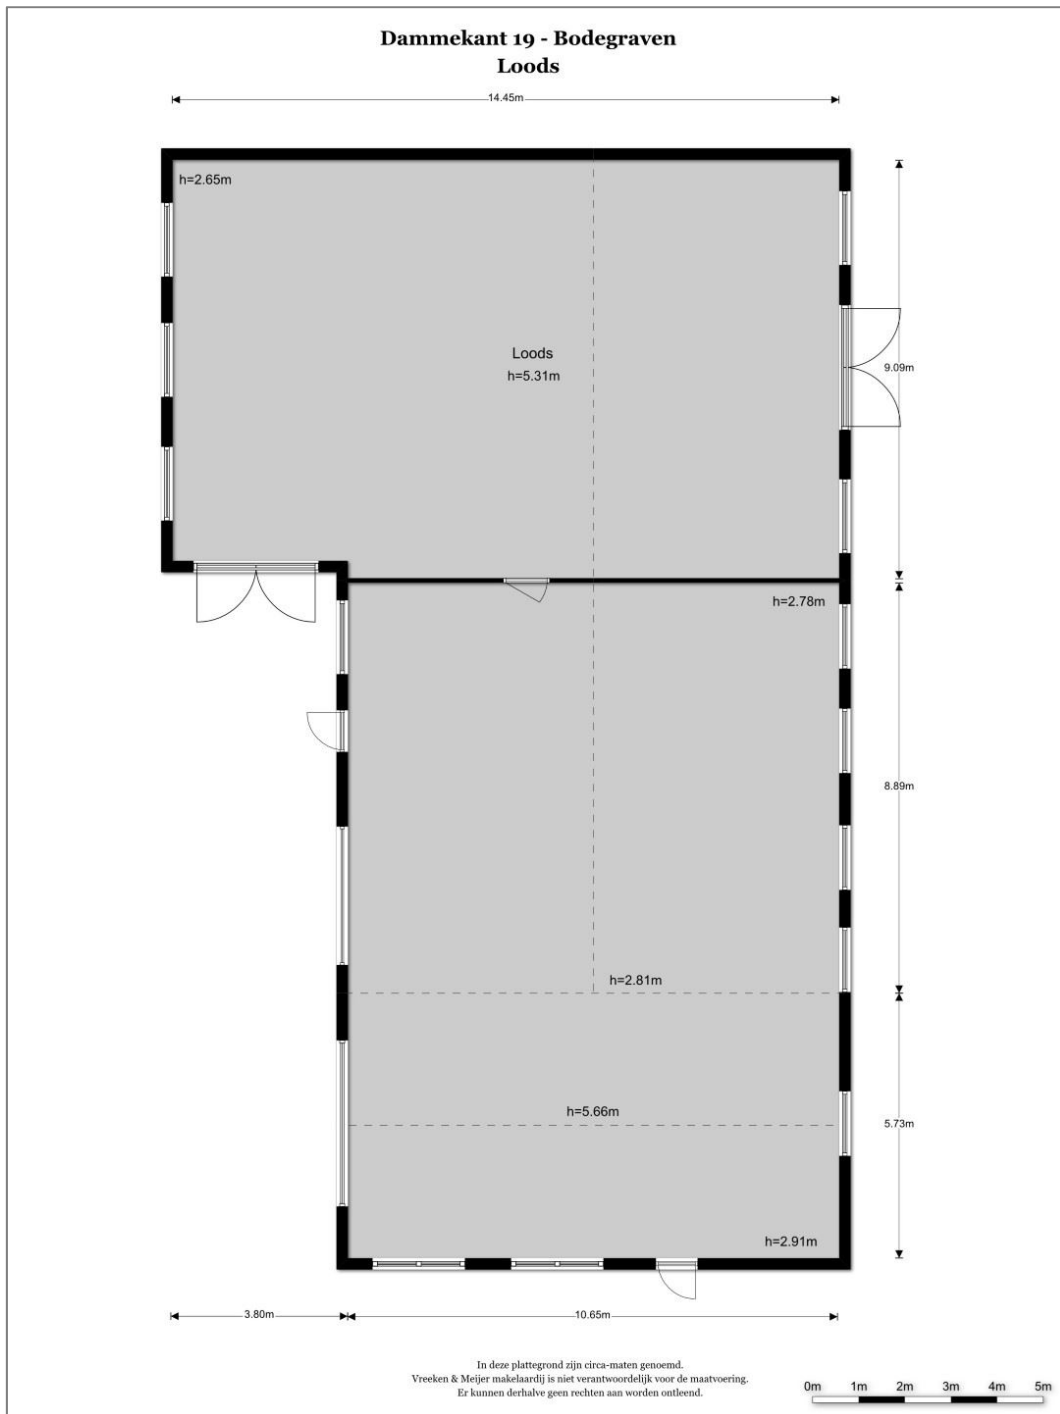 Dammekant 19 - Bodegraven
Loods
14.45m
h=2.65m
Loods
h=5.31m
9.09m
h=2.78m
8.89m
h=2.81m
h=5.66m
5.73m
h=2.91m
3.80m
10.65m
In deze plattegrond zijn circa-maten genoemd.
Vreeken & Meijer makelaardij is niet verantwoordelijk voor de maatvoering.
Er kunnen derhalve geen rechten aan worden ontleend.
0m 1m 2m 3m 4m 5m